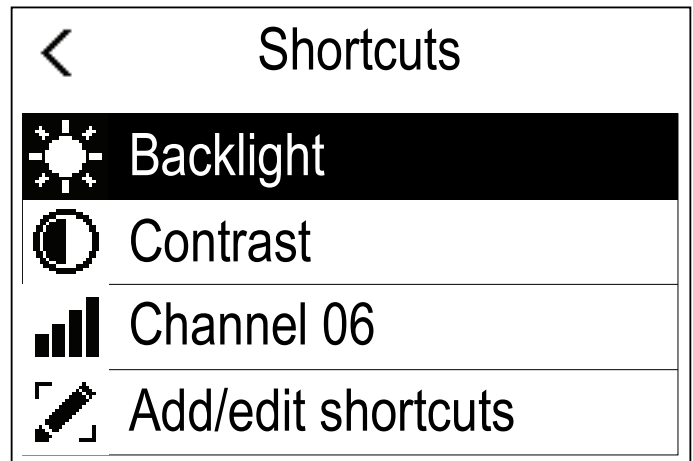 Shortcuts
Backlight
Contrast
Channel 06
Add/edit shortcuts